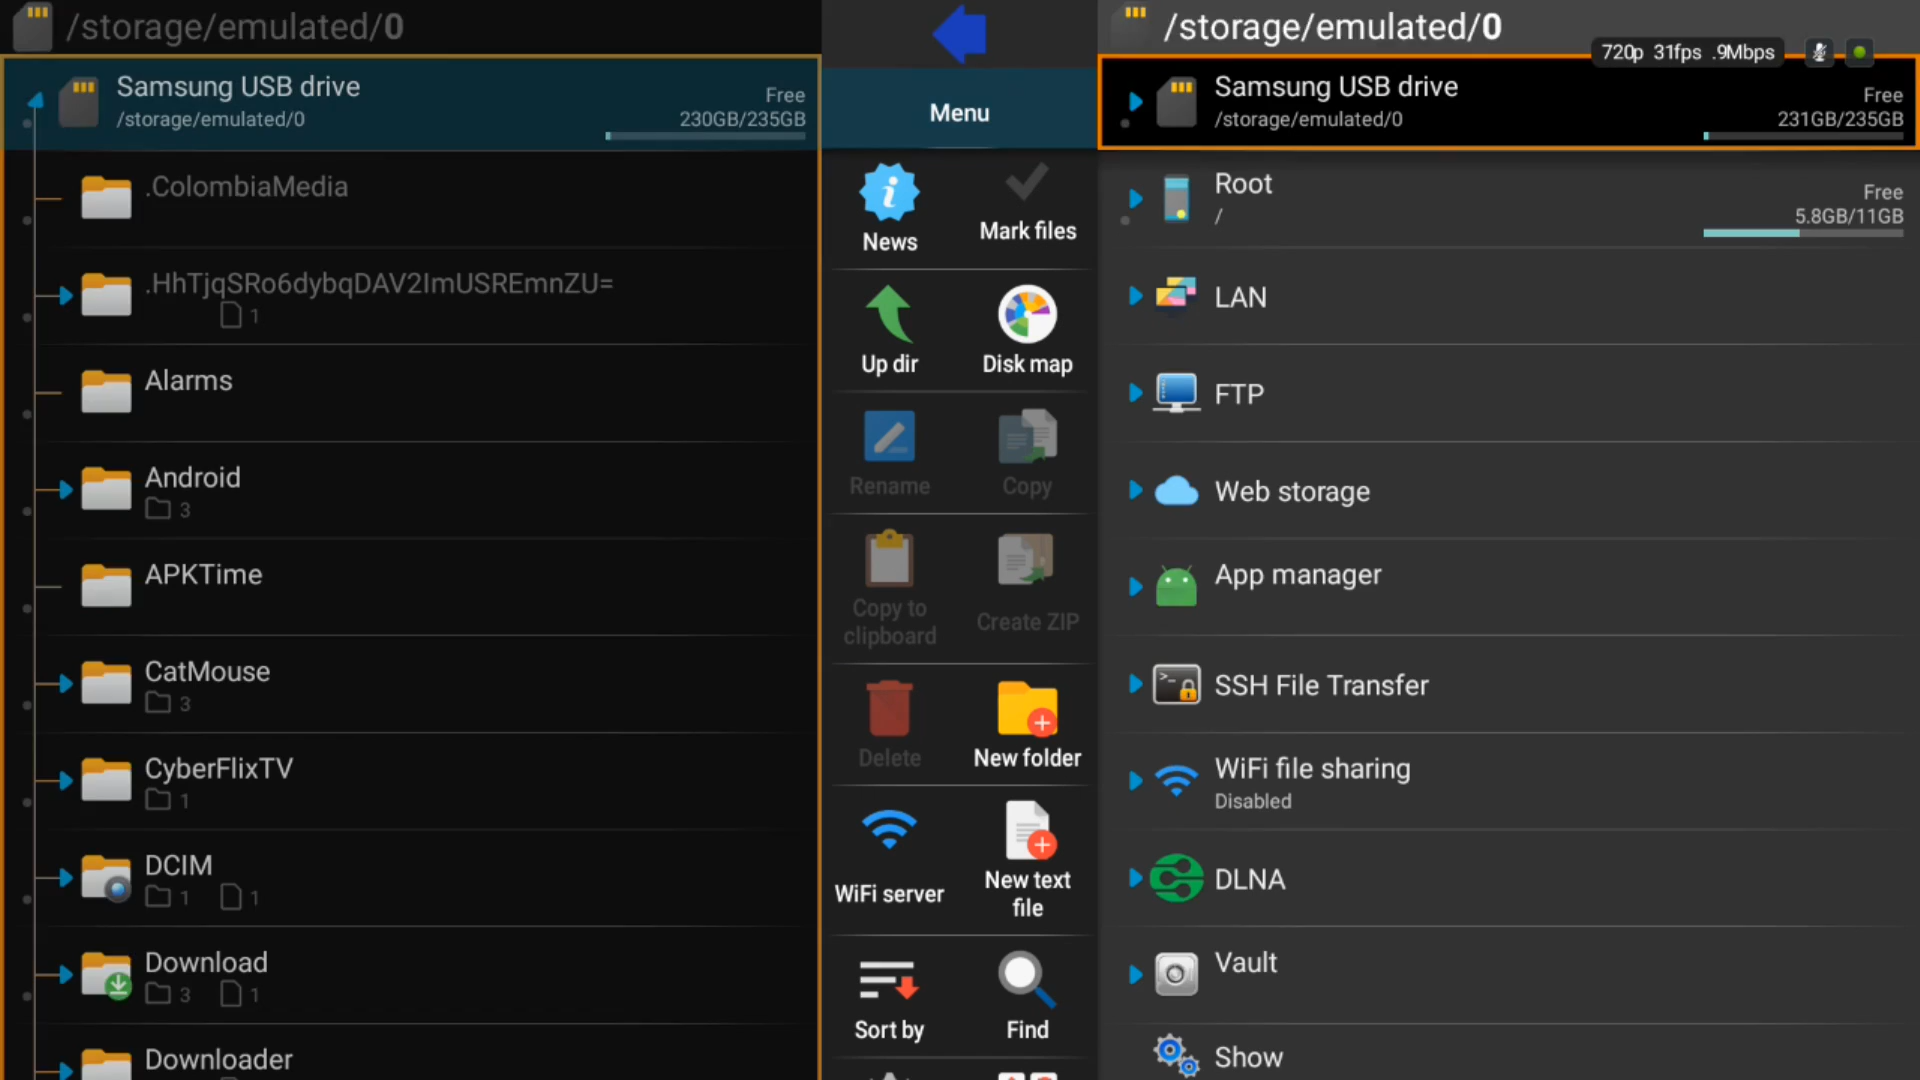 /storage/emulated/0
Samsung USB drive
/storage/emulated/0
Free
230GB/235GB
.ColombiaMedia
.HhTjqSRo6dybqDAV2ImUSREmnZU=
1
Alarms
Android
3
APKTime
CatMouse
3
CyberFlixTV
1
DCIM
1 1
Download
3 1
Downloader
Menu
News
Mark files
Up dir
Disk map
Rename
Copy
Copy to
clipboard
Create ZIP
Delete
New folder
WiFi server
New text
file
Sort by
Find
/storage/emulated/0
720p 31fps .9Mbps
Samsung USB drive
/storage/emulated/0
Free
231GB/235GB
Root
/
Free
5.8GB/11GB
LAN
FTP
Web storage
App manager
SSH File Transfer
WiFi file sharing
Disabled
DLNA
Vault
Show